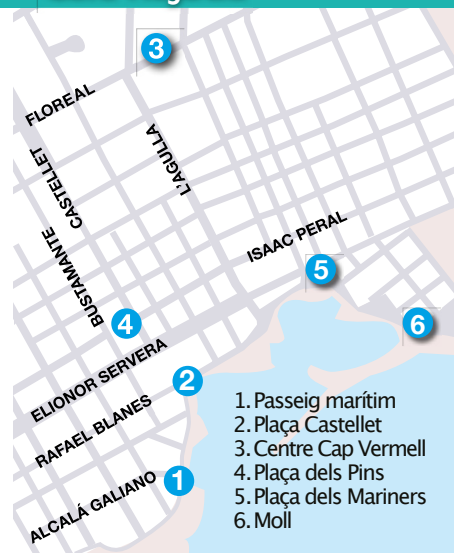 3
FLOREAL
CASTELLET
L'AGULLA
BUSTAMANTE
ISAAC PERAL
5
4
6
ELIONOR SERVERA
2
RAFAEL BLANES
1
ALCALÁ GALIANO
1. Passeig marítim
2. Plaça Castellet
3. Centre Cap Vermell
4. Plaça dels Pins
5. Plaça dels Mariners
6. Moll